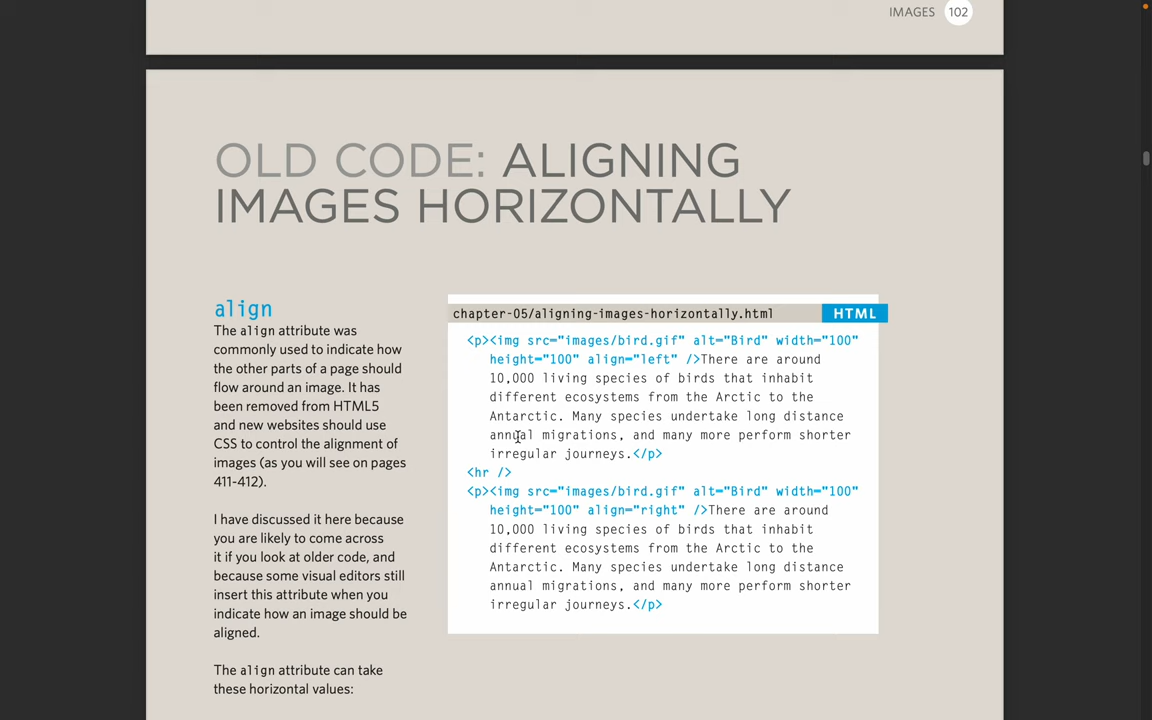 IMAGES 102
OLD CODE: ALIGNING
IMAGES HORIZONTALLY
align
The align attribute was
commonly used to indicate how
the other parts of a page should
flow around an image. It has
been removed from HTML5
and new websites should use
CSS to control the alignment of
images (as you will see on pages
411-412).
I have discussed it here because
you are likely to come across
it if you look at older code, and
because some visual editors still
insert this attribute when you
indicate how an image should be
aligned.
The align attribute can take
these horizontal values:
chapter-05/aligning-images-horizontally.html HTML
<p><img src="images/bird.gif" alt="Bird" width="100"
height="100" align="left" />There are around
10,000 living species of birds that inhabit
different ecosystems from the Arctic to the
Antarctic. Many species undertake long distance
annual migrations, and many more perform shorter
irregular journeys.</p>
<hr />
<p><img src="images/bird.gif" alt="Bird" width="100"
height="100" align="right" />There are around
10,000 living species of birds that inhabit
different ecosystems from the Arctic to the
Antarctic. Many species undertake long distance
annual migrations, and many more perform shorter
irregular journeys.</p>